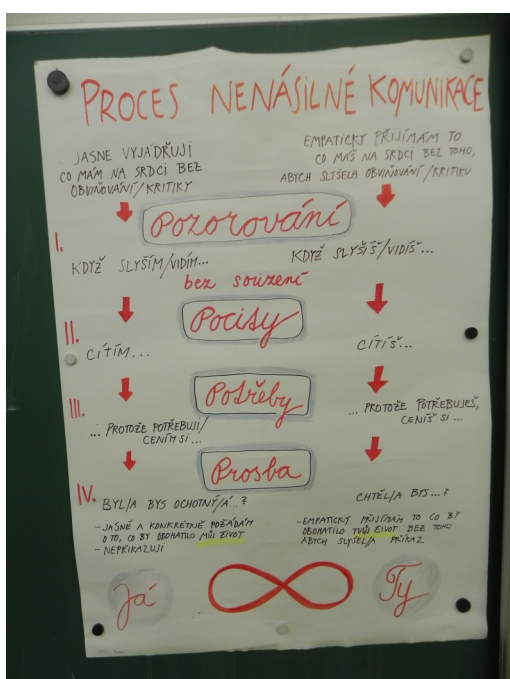 PROCES NENÁSILNÉ KOMUNIKACE
JASNE VYJÁDŘUJI
CO MÁM NA SRDCI BEZ
OBVIŇOVÁNÍ/KRITIKY
EMPATICKY PŘIJÍMÁM TO
CO MÁŠ NA SRDCI BEZ TOHO,
ABYCH SLYŠELA OBVIŇOVÁNÍ/KRITIKU
Pozorování
I.
KDYŽ SLYŠÍM/VIDÍM...
KDYŽ SLYŠÍŠ/VIDÍŠ...
bez souzení
Pocity
II.
CÍTÍM...
CÍTÍŠ...
Potřeby
III.
... PROTOŽE POTŘEBUJI/
CENÍM SI...
... PROTOŽE POTŘEBUJEŠ,
CENÍŠ SI...
Prosba
IV.
BYL/A BYS OCHOTNÝ/Á...?
CHTĚL/A BYS...?
- JASNĚ A KONKRÉTNĚ POŽÁDÁM
O TO, CO BY OBOHATILO MŮJ ŽIVOT
- NEPŘIKAZUJI
- EMPATICKY PŘIJÍMÁM TO CO BY
OBOHATILO TVŮJ ŽIVOT BEZ TOHO
ABYCH SLYŠEL/A PŘÍKAZ
Já
Ty